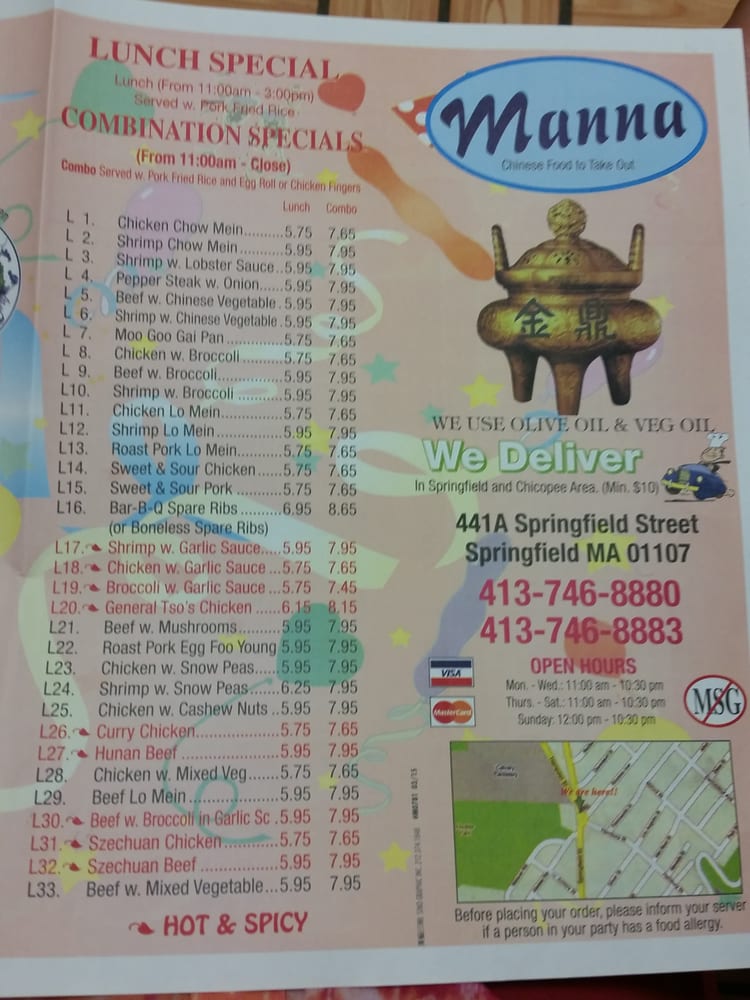 LUNCH SPECIAL
Lunch (From 11:00am - 3:00pm)
Served w. Pork Fried Rice
COMBINATION SPECIALS
(From 11:00am - Close)
Combo Served w. Pork Fried Rice and Egg Roll or Chicken Fingers
Lunch Combo
L 1. Chicken Chow Mein..........5.75 7.65
L 2. Shrimp Chow Mein...........5.95 7.95
L 3. Shrimp w. Lobster Sauce..5.95 7.95
L 4. Pepper Steak w. Onion......5.95 7.95
L 5. Beef w. Chinese Vegetable.5.95 7.95
L 6. Shrimp w. Chinese Vegetable.5.95 7.95
L 7. Moo Goo Gai Pan..............5.75 7.65
L 8. Chicken w. Broccoli...........5.75 7.65
L 9. Beef w. Broccoli................5.95 7.95
L10. Shrimp w. Broccoli ............5.95 7.95
L11. Chicken Lo Mein...............5.75 7.65
L12. Shrimp Lo Mein ................5.95 7.95
L13. Roast Pork Lo Mein..........5.75 7.65
L14. Sweet & Sour Chicken......5.75 7.65
L15. Sweet & Sour Pork ...........5.75 7.65
L16. Bar-B-Q Spare Ribs ..........6.95 8.65
(or Boneless Spare Ribs)
L17. Shrimp w. Garlic Sauce.....5.95 7.95
L18. Chicken w. Garlic Sauce ...5.75 7.65
L19. Broccoli w. Garlic Sauce ...5.75 7.45
L20. General Tso's Chicken ......6.15 8.15
L21. Beef w. Mushrooms...........5.95 7.95
L22. Roast Pork Egg Foo Young 5.95 7.95
L23. Chicken w. Snow Peas......5.95 7.95
L24. Shrimp w. Snow Peas.......6.25 7.95
L25. Chicken w. Cashew Nuts ..5.95 7.95
L26. Curry Chicken...................5.75 7.65
L27. Hunan Beef ......................5.95 7.95
L28. Chicken w. Mixed Veg.......5.75 7.65
L29. Beef Lo Mein....................5.95 7.95
L30. Beef w. Broccoli in Garlic Sc .5.95 7.95
L31. Szechuan Chicken............5.75 7.65
L32. Szechuan Beef .................5.95 7.95
L33. Beef w. Mixed Vegetable...5.95 7.95
HOT & SPICY
Manna
Chinese Food to Take Out
金鼎
WE USE OLIVE OIL & VEG OIL
We Deliver
In Springfield and Chicopee Area. (Min. $10)
441A Springfield Street
Springfield MA 01107
413-746-8880
413-746-8883
VISA
MasterCard
OPEN HOURS
Mon. - Wed.: 11:00 am - 10:30 pm
Thurs. - Sat.: 11:00 am - 10:30 pm
Sunday: 12:00 pm - 10:30 pm
MSG
We are here!!
Before placing your order, please inform your server
if a person in your party has a food allergy.